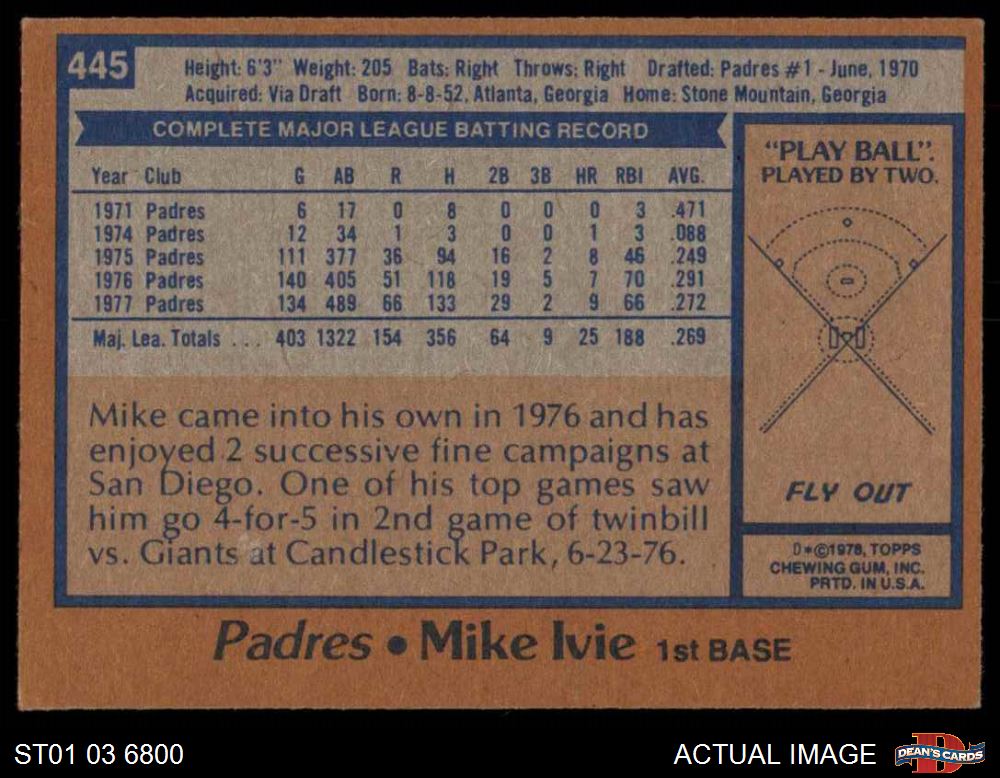 445
Height: 6'3" Weight: 205 Bats: Right Throws: Right Drafted: Padres #1 - June, 1970
Acquired: Via Draft Born: 8-8-52, Atlanta, Georgia Home: Stone Mountain, Georgia
COMPLETE MAJOR LEAGUE BATTING RECORD
Year Club G AB R H 2B 3B HR RBI AVG.
1971 Padres 6 17 0 8 0 0 0 3 .471
1974 Padres 12 34 1 3 0 0 1 3 .088
1975 Padres 111 377 36 94 16 2 8 46 .249
1976 Padres 140 405 51 118 19 5 7 70 .291
1977 Padres 134 489 66 133 29 2 9 66 .272
Maj. Lea. Totals . . . 403 1322 154 356 64 9 25 188 .269
Mike came into his own in 1976 and has
enjoyed 2 successive fine campaigns at
San Diego. One of his top games saw
him go 4-for-5 in 2nd game of twinbill
vs. Giants at Candlestick Park, 6-23-76.
"PLAY BALL".
PLAYED BY TWO.
FLY OUT
D*©1978, TOPPS
CHEWING GUM, INC.
PRTD. IN U.S.A.
Padres • Mike Ivie 1st BASE
ST01 03 6800
ACTUAL IMAGE
D
DEAN'S CARDS